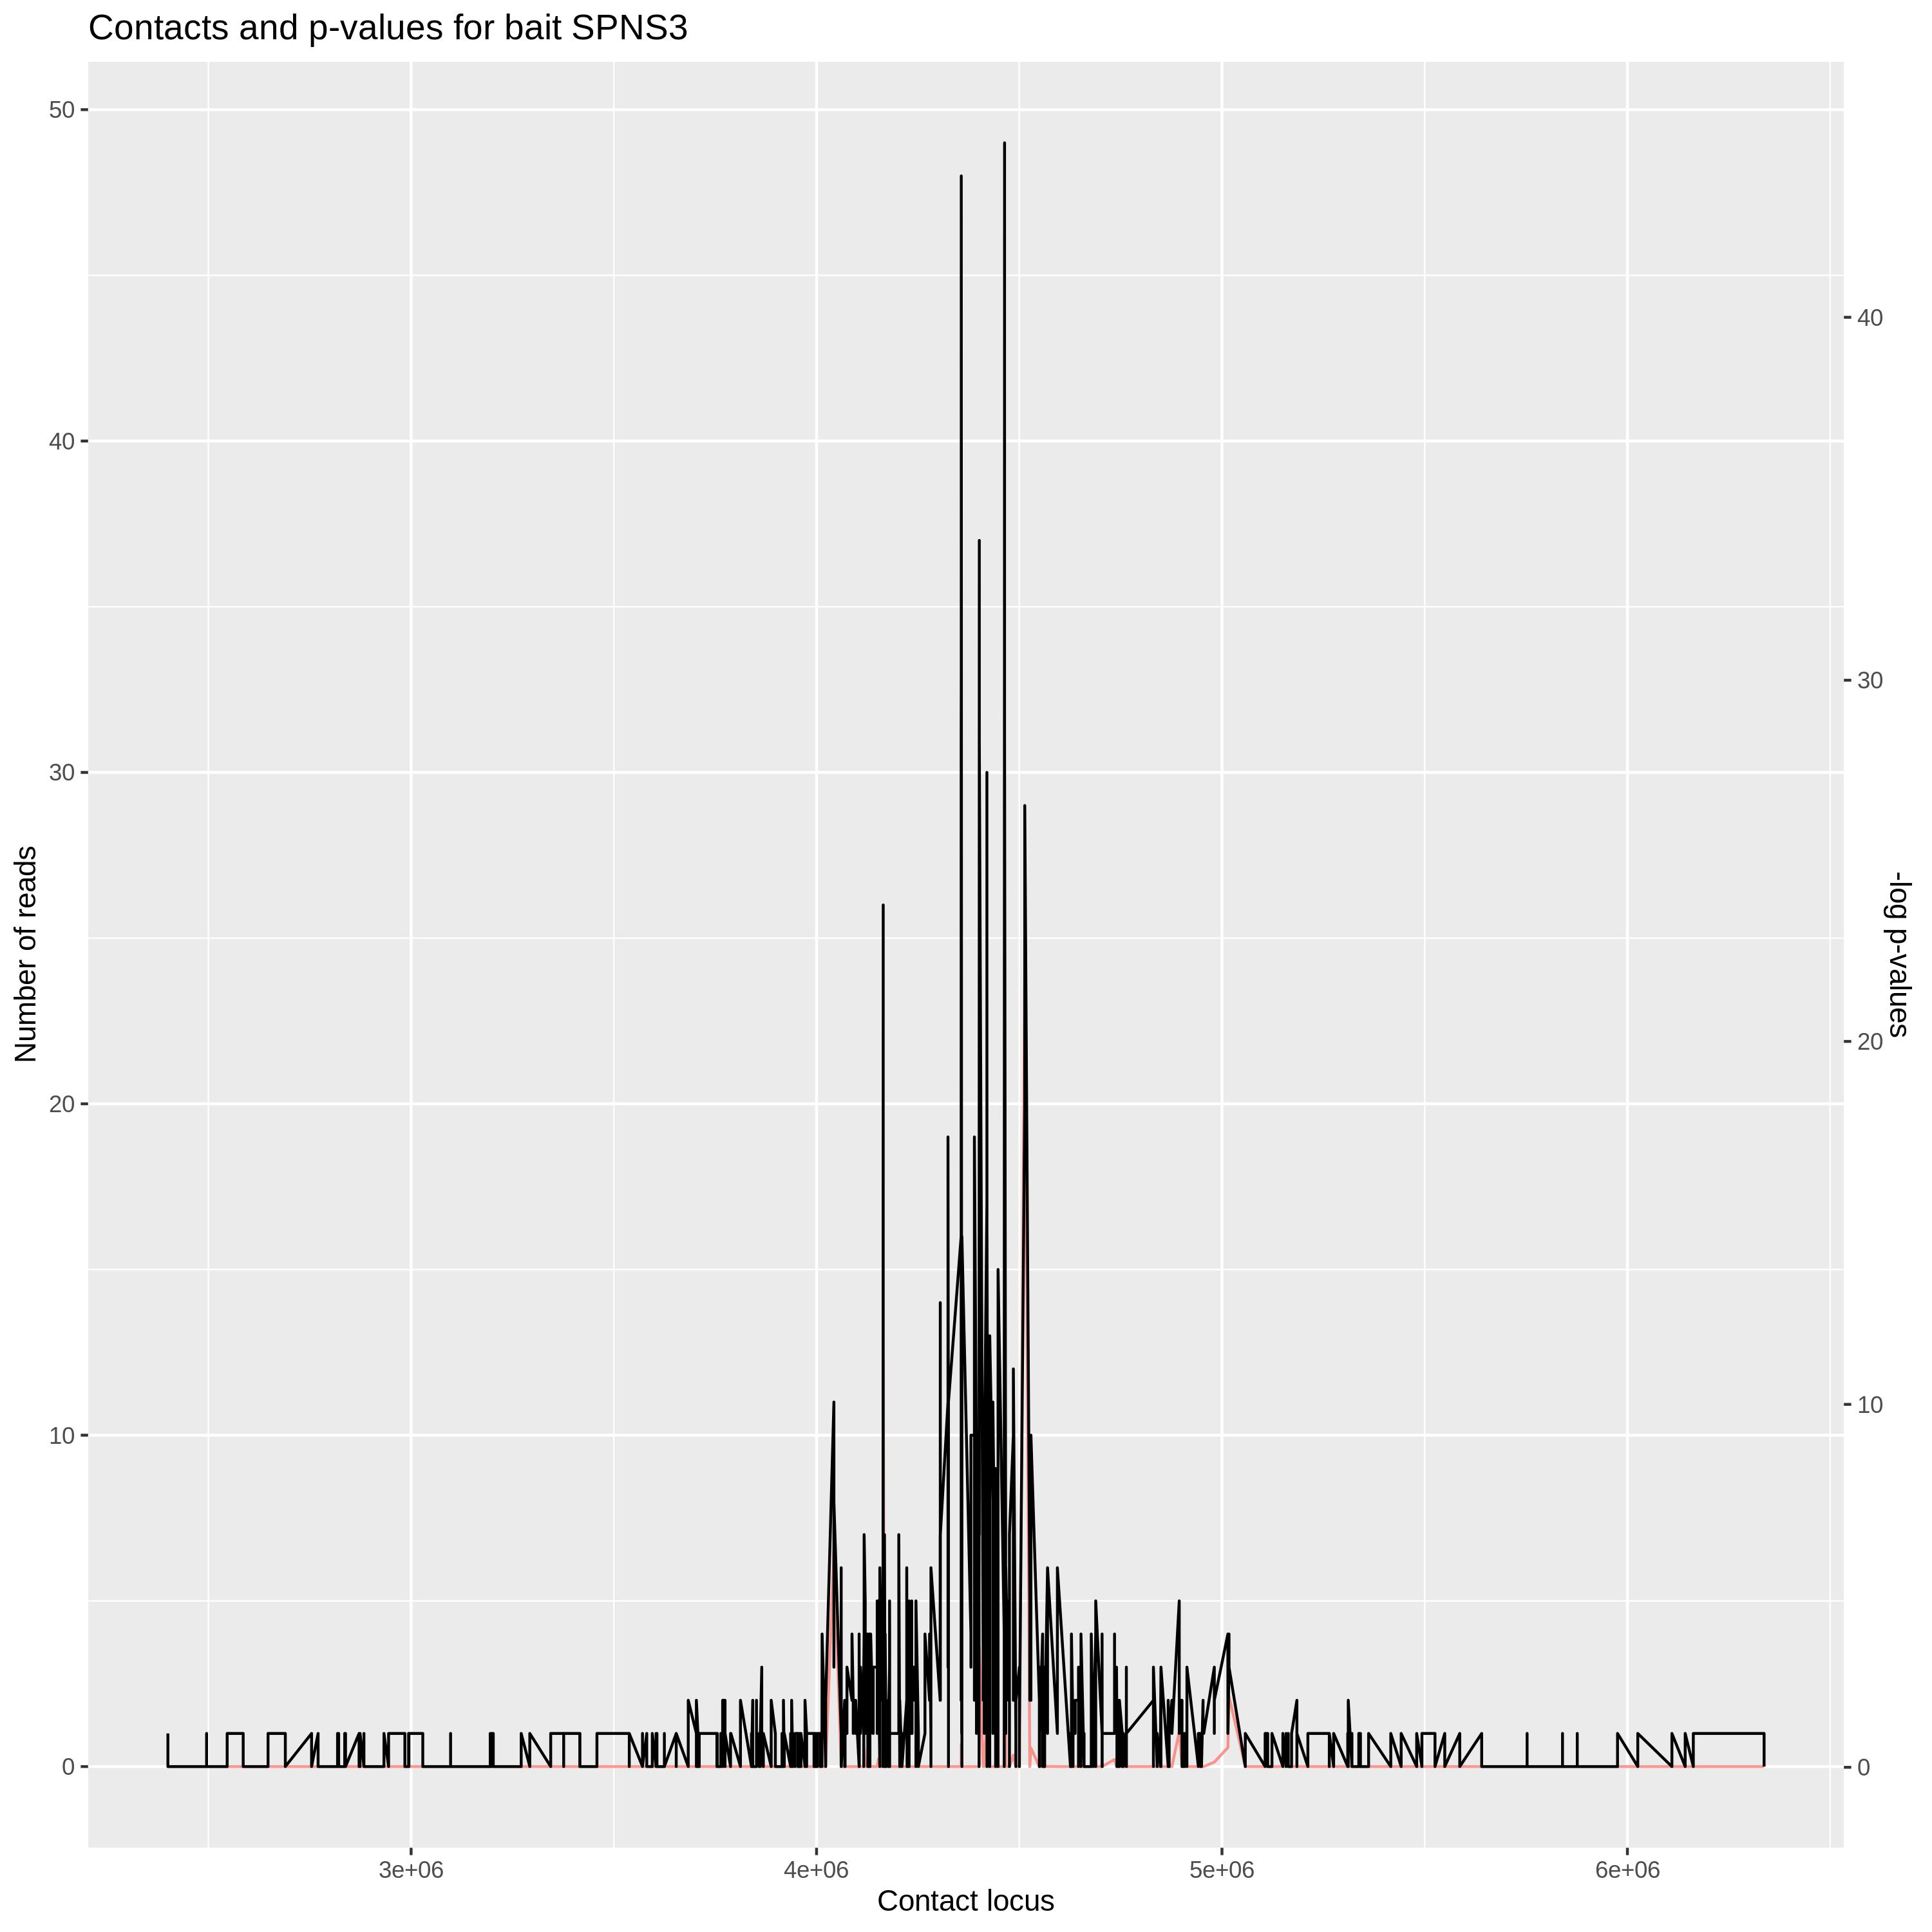 Contacts and p-values for bait SPNS3
50
40
30
20
10
0
Number of reads
40
30
20
10
0
-log p-values
3e+06
4e+06
5e+06
6e+06
Contact locus